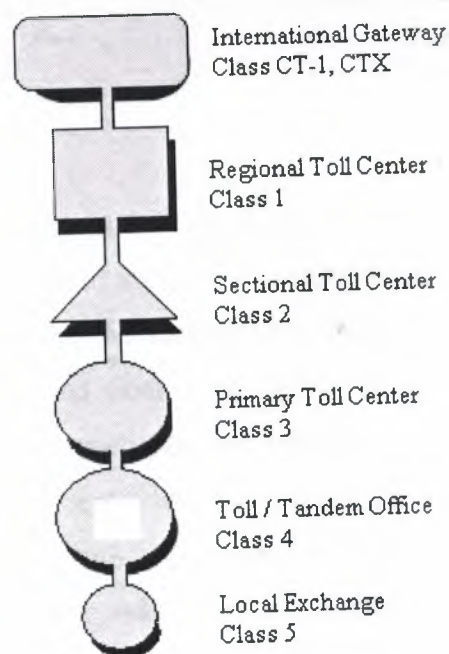 International Gateway
Class CT-1, CTX
Regional Toll Center
Class 1
Sectional Toll Center
Class 2
Primary Toll Center
Class 3
Toll / Tandem Office
Class 4
Local Exchange
Class 5